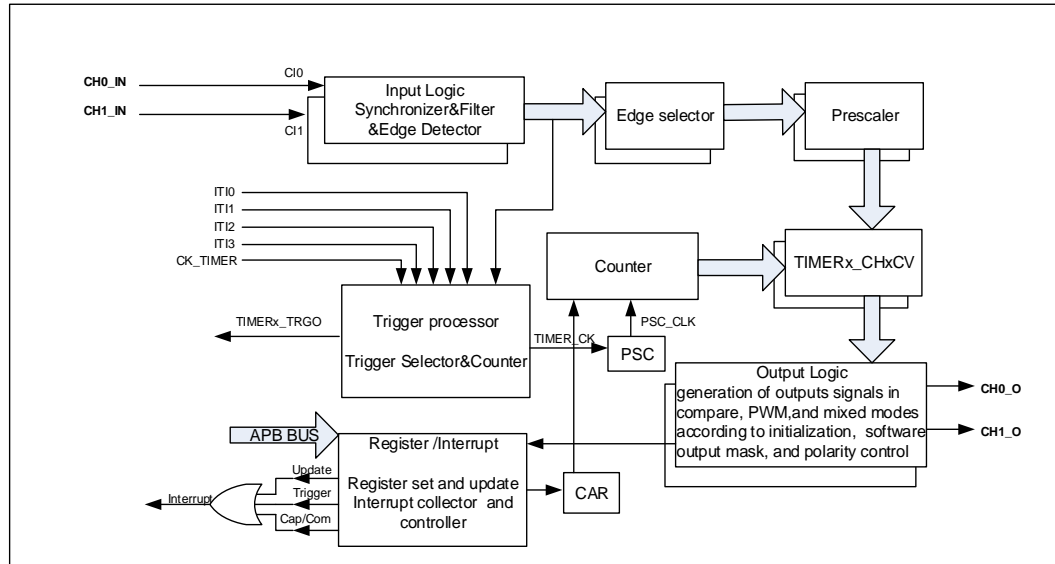 CH0_IN
CI0
CH1_IN
CI1
Input Logic
Synchronizer&Filter
&Edge Detector
Edge selector
Prescaler
ITI0
ITI1
ITI2
ITI3
CK_TIMER
Counter
TIMERx_CHxCV
TIMERx_TRGO
Trigger processor
Trigger Selector&Counter
TIMER_CK
PSC_CLK
PSC
Output Logic
generation of outputs signals in
compare, PWM,and mixed modes
according to initialization, software
output mask, and polarity control
CH0_O
CH1_O
APB BUS
Register /Interrupt
Register set and update
Interrupt collector and
controller
CAR
Update
Trigger
Cap/Com
Interrupt